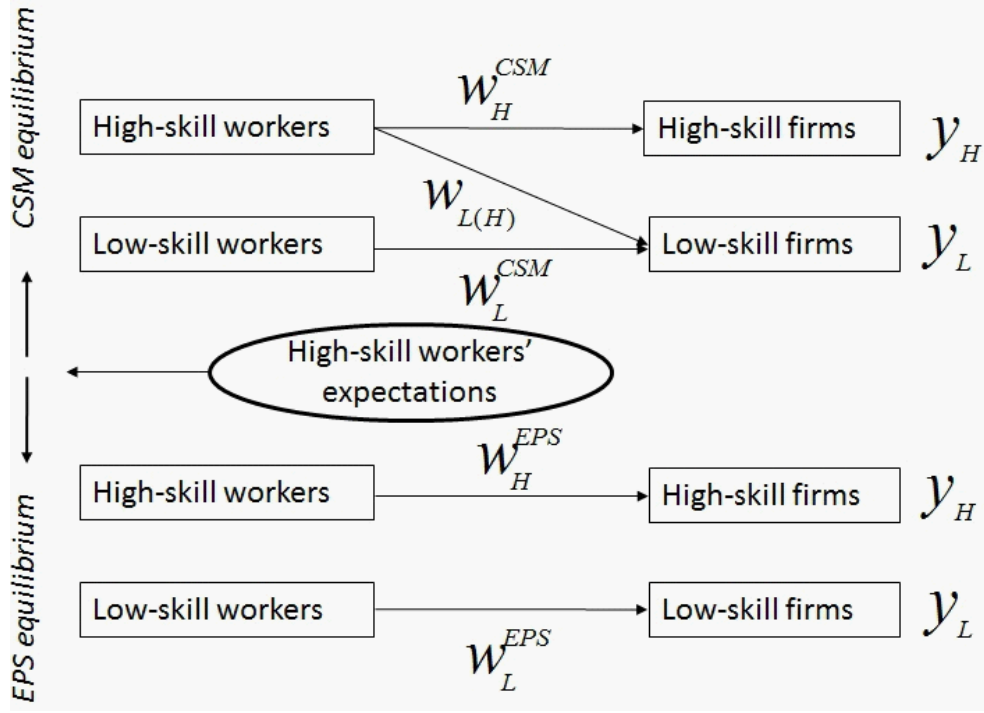 CSM equilibrium
w_H^{CSM}
High-skill workers
High-skill firms
y_H
w_{L(H)}
Low-skill workers
Low-skill firms
y_L
w_L^{CSM}
High-skill workers’
expectations
EPS equilibrium
w_H^{EPS}
High-skill workers
High-skill firms
y_H
Low-skill workers
Low-skill firms
y_L
w_L^{EPS}